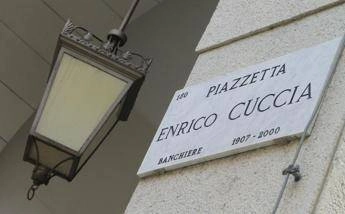 180 PIAZZETTA
ENRICO CUCCIA
BANCHIERE 1907-2000